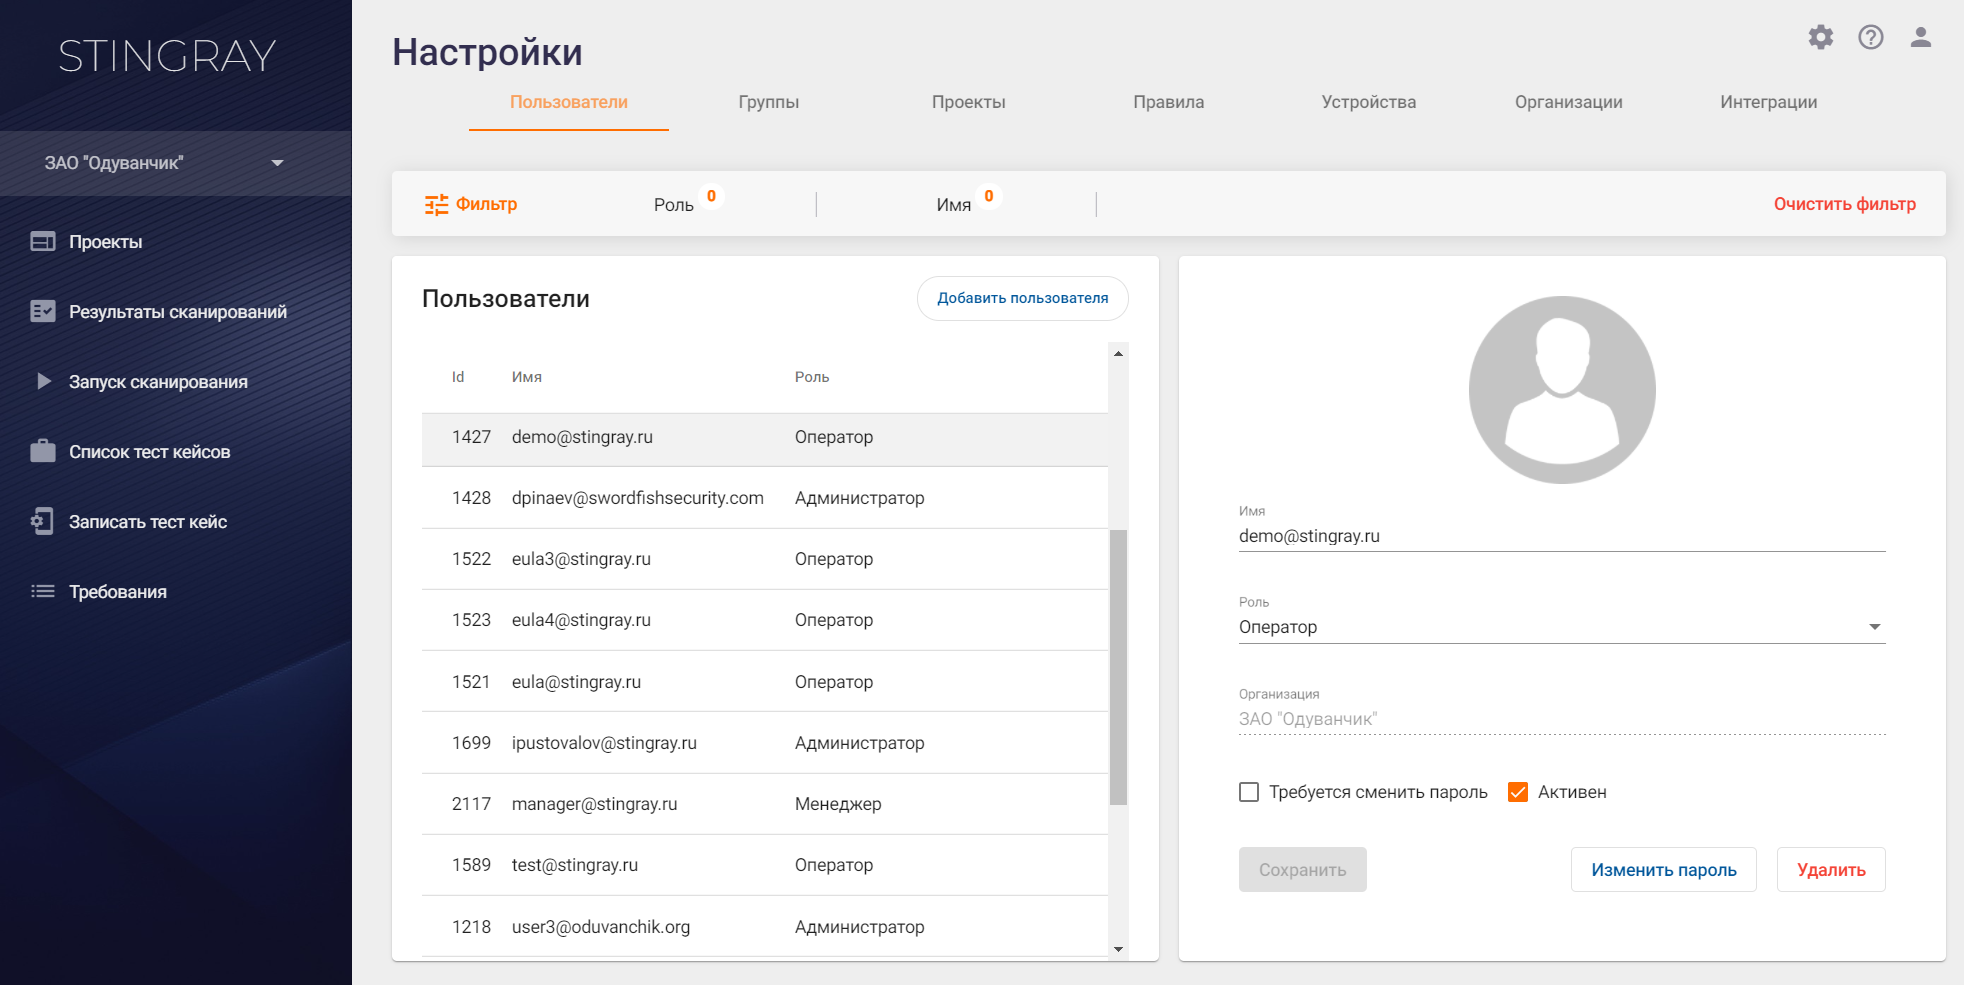 STINGRAY
ЗАО "Одуванчик"
Проекты
Результаты сканирований
Запуск сканирования
Список тест кейсов
Записать тест кейс
Требования
Настройки
Пользователи Группы Проекты Правила Устройства Организации Интеграции
Фильтр Роль 0 Имя 0 Очистить фильтр
Пользователи Добавить пользователя
Id Имя Роль
1427 demo@stingray.ru Оператор
1428 dpinaev@swordfishsecurity.com Администратор
1522 eula3@stingray.ru Оператор
1523 eula4@stingray.ru Оператор
1521 eula@stingray.ru Оператор
1699 ipustovalov@stingray.ru Администратор
2117 manager@stingray.ru Менеджер
1589 test@stingray.ru Оператор
1218 user3@oduvanchik.org Администратор
Имя
demo@stingray.ru
Роль
Оператор
Организация
ЗАО "Одуванчик"
Требуется сменить пароль Активен
Сохранить Изменить пароль Удалить